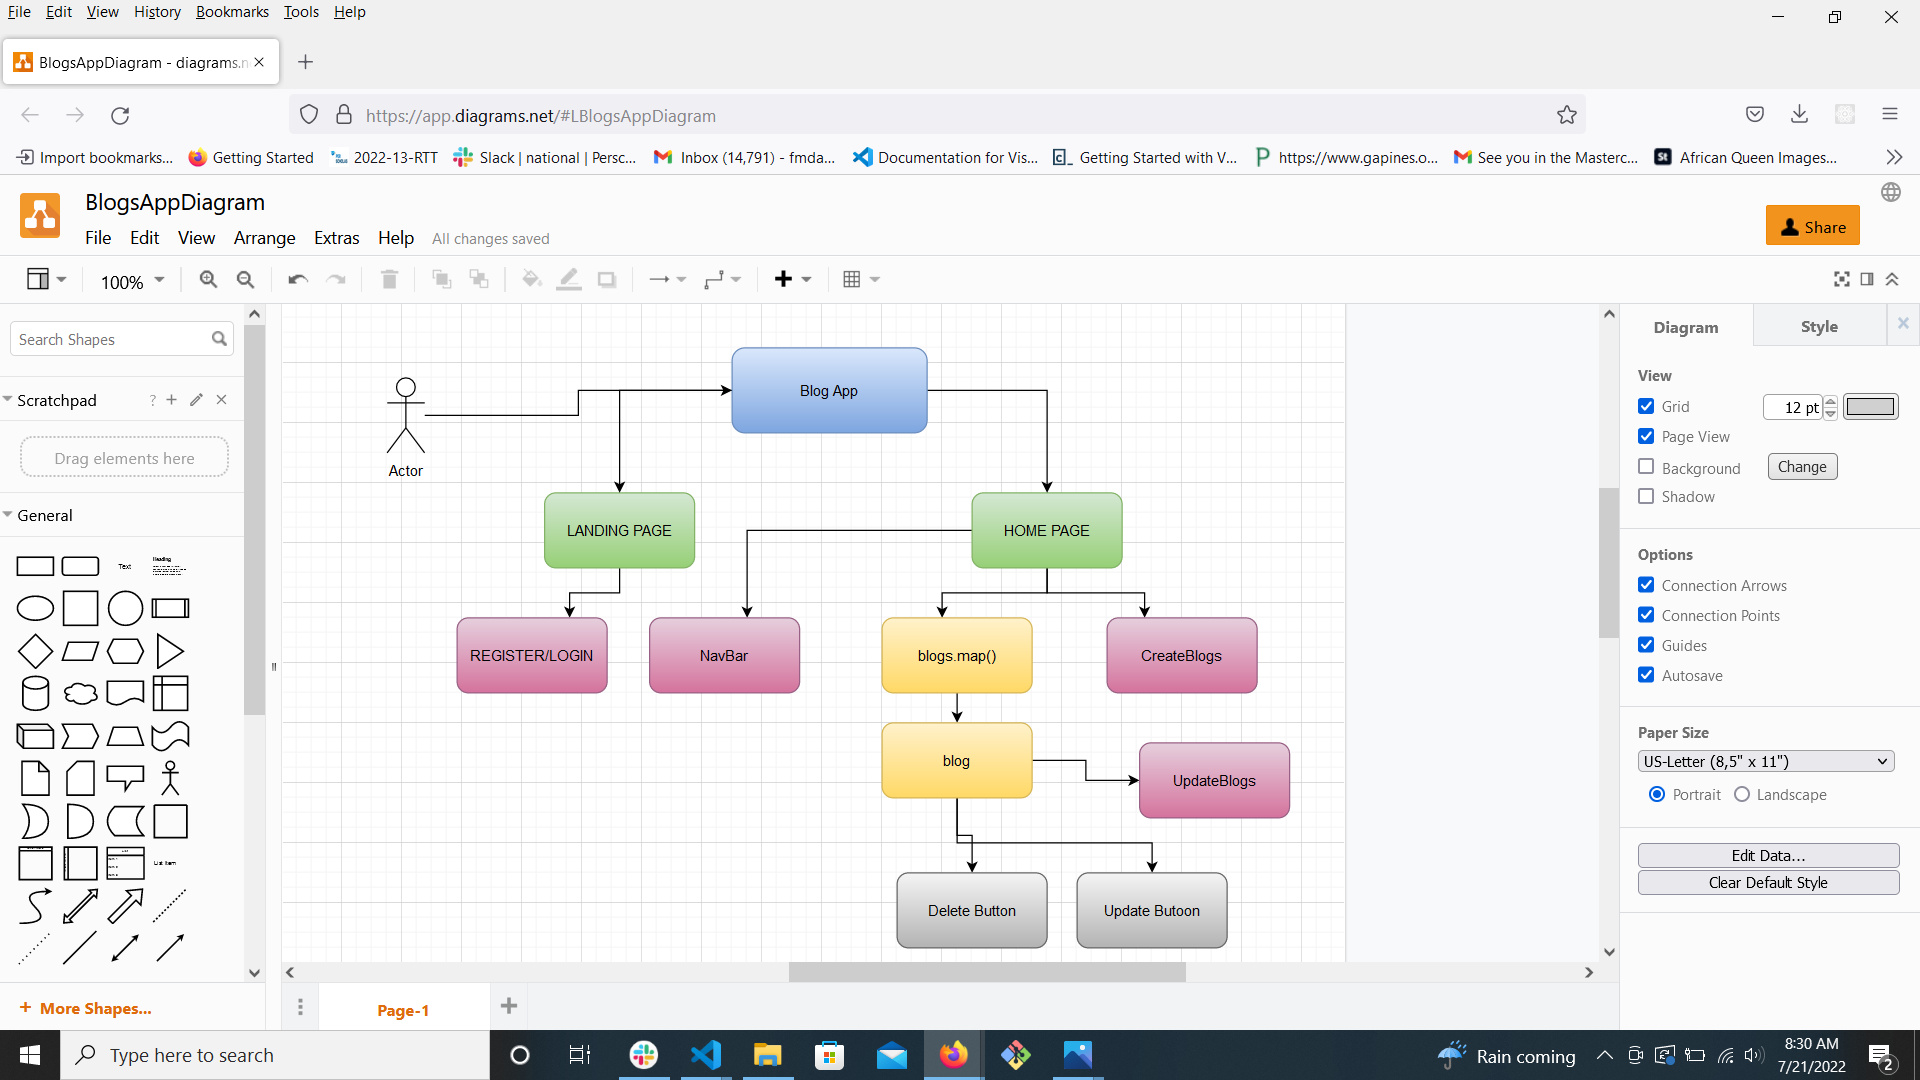 File Edit View History Bookmarks Tools Help
BlogsAppDiagram - diagrams.n
https://app.diagrams.net/#LBlogsAppDiagram
Import bookmarks... Getting Started 2022-13-RTT Slack | national | Persc... Inbox (14,791) - fmda... Documentation for Vis... Getting Started with V... https://www.gapines.o... See you in the Masterc... African Queen Images...
BlogsAppDiagram
File Edit View Arrange Extras Help All changes saved
Share
100%
Search Shapes
Scratchpad ?
Drag elements here
General
Text
Heading
List Item
More Shapes...
Actor
Blog App
LANDING PAGE
HOME PAGE
REGISTER/LOGIN
NavBar
blogs.map()
CreateBlogs
blog
UpdateBlogs
Delete Button
Update Butoon
Page-1
Diagram Style
View
Grid 12 pt
Page View
Background Change
Shadow
Options
Connection Arrows
Connection Points
Guides
Autosave
Paper Size
US-Letter (8,5" x 11")
Portrait Landscape
Edit Data...
Clear Default Style
Type here to search
Rain coming
8:30 AM
7/21/2022
2